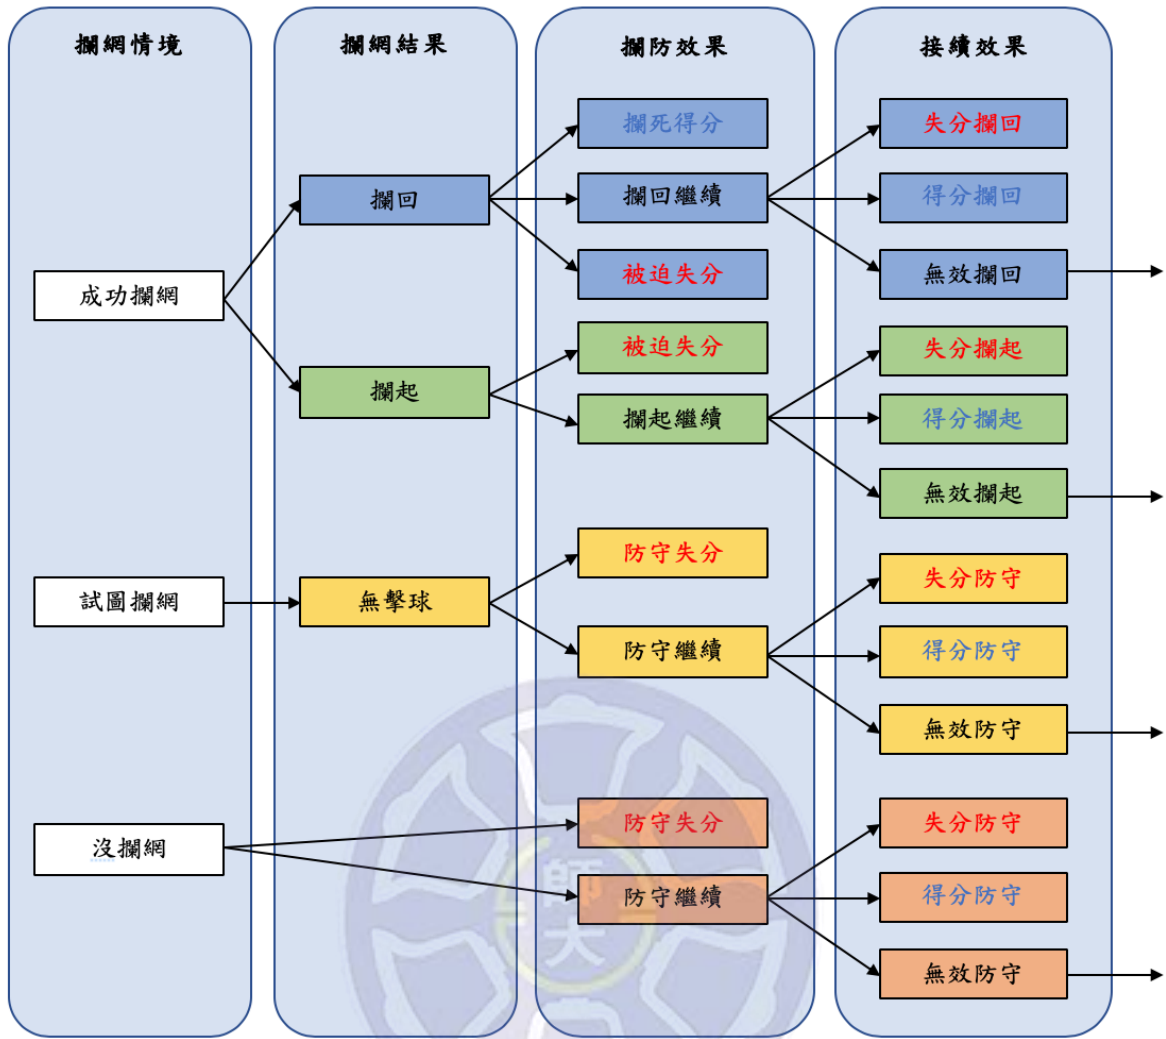 攔網情境
攔網結果
攔防效果
接續效果
攔死得分
失分攔回
攔回
攔回繼續
得分攔回
成功攔網
被迫失分
無效攔回
攔起
被迫失分
失分攔起
攔起繼續
得分攔起
無效攔起
試圖攔網
無擊球
防守失分
失分防守
防守繼續
得分防守
無效防守
沒攔網
防守失分
失分防守
防守繼續
得分防守
無效防守
師
大